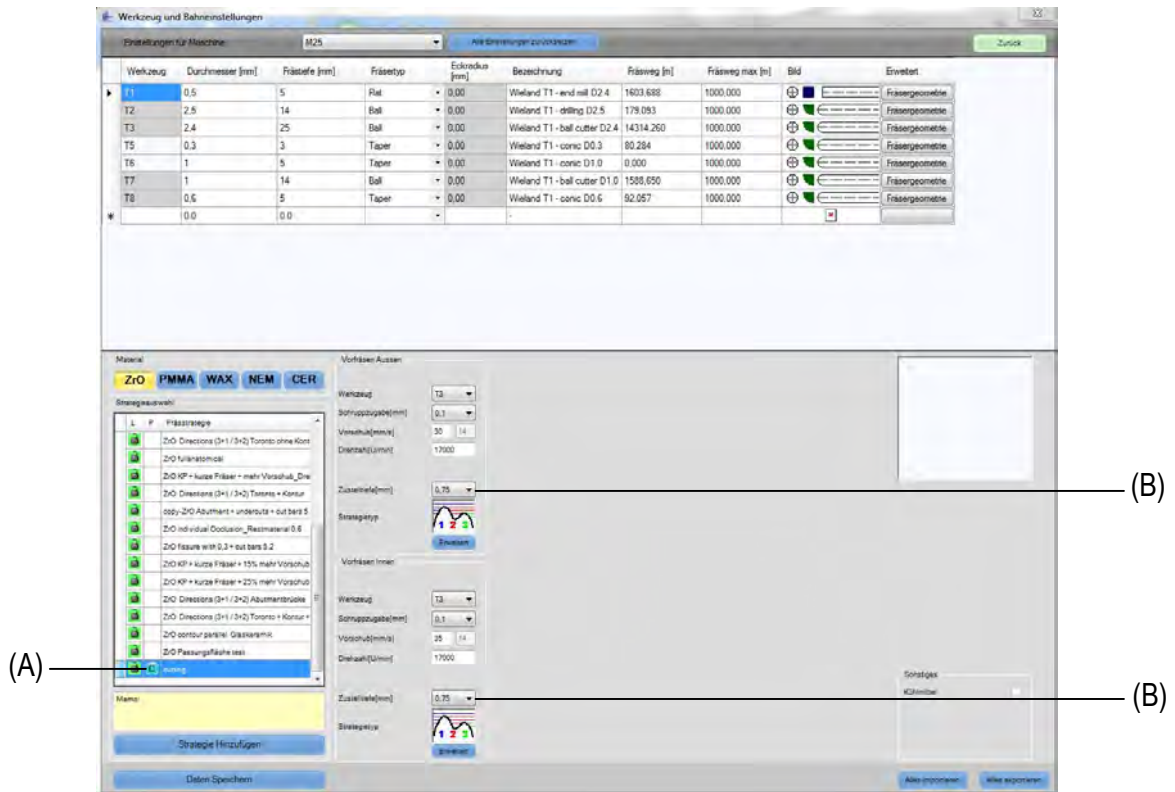 Werkzeug und Bahneinstellungen
Einstellungen für Maschine: M25 Alle Einstellungen zurücksetzen Zurück
Werkzeug Durchmesser [mm] Frästiefe [mm] Fräsertyp Eckradius [mm] Bezeichnung Fräsweg [m] Fräsweg max [m] Bild Erweitert
T1 0,5 5 Flat 0,00 Wieland T1 - end mill D2.4 1603,688 1000,000 Fräsergeometrie
T2 2,5 14 Ball 0,00 Wieland T1 - drilling D2.5 179,093 1000,000 Fräsergeometrie
T3 2,4 25 Ball 0,00 Wieland T1 - ball cutter D2.4 14314,260 1000,000 Fräsergeometrie
T5 0,3 3 Taper 0,00 Wieland T1 - conic D0.3 80,284 1000,000 Fräsergeometrie
T6 1 5 Taper 0,00 Wieland T1 - conic D1.0 0,000 1000,000 Fräsergeometrie
T7 1 14 Ball 0,00 Wieland T1 - ball cutter D1.0 1588,650 1000,000 Fräsergeometrie
T8 0,6 5 Taper 0,00 Wieland T1 - conic D0.6 92,057 1000,000 Fräsergeometrie
* 0.0 0.0 -
Material
ZrO PMMA WAX NEM CER
Strategieauswahl
L P Frässtrategie
ZrO Directions (3+1 / 3+2) Toronto ohne Kont
ZrO fullanatomical
ZrO KP + kurze Fräser + mehr Vorschub_Dre
ZrO Directions (3+1 / 3+2) Toronto + Kontur
copy-ZrO Abutment + undercuts + cut bars 5
ZrO individual Occlusion_Restmaterial 0,6
ZrO fissure with 0,3 + cut bars 5.2
ZrO KP + kurze Fräser + 15% mehr Vorschub
ZrO KP + kurze Fräser + 25% mehr Vorschub
ZrO Directions (3+1 / 3+2) Abutmentbrücke
ZrO Directions (3+1 / 3+2) Toronto + Kontur +
ZrO contour parallel Glaskeramik
ZrO Passungsfläche test
(A)
Memo:
Strategie Hinzufügen
Daten Speichern
Vorfräsen Aussen
Werkzeug T3
Schruppzugabe[mm] 0,1
Vorschub[mm/s] 30 14
Drehzahl[U/min] 17000
Zustelltiefe[mm] 0,75 (B)
Strategietyp 1 2 3
Erweitert
Vorfräsen Innen
Werkzeug T3
Schruppzugabe[mm] 0,1
Vorschub[mm/s] 35 14
Drehzahl[U/min] 17000
Zustelltiefe[mm] 0,75 (B)
Strategietyp 1 2 3
Erweitert
Sonstiges
Kühlmittel
Alles importieren Alles exportieren